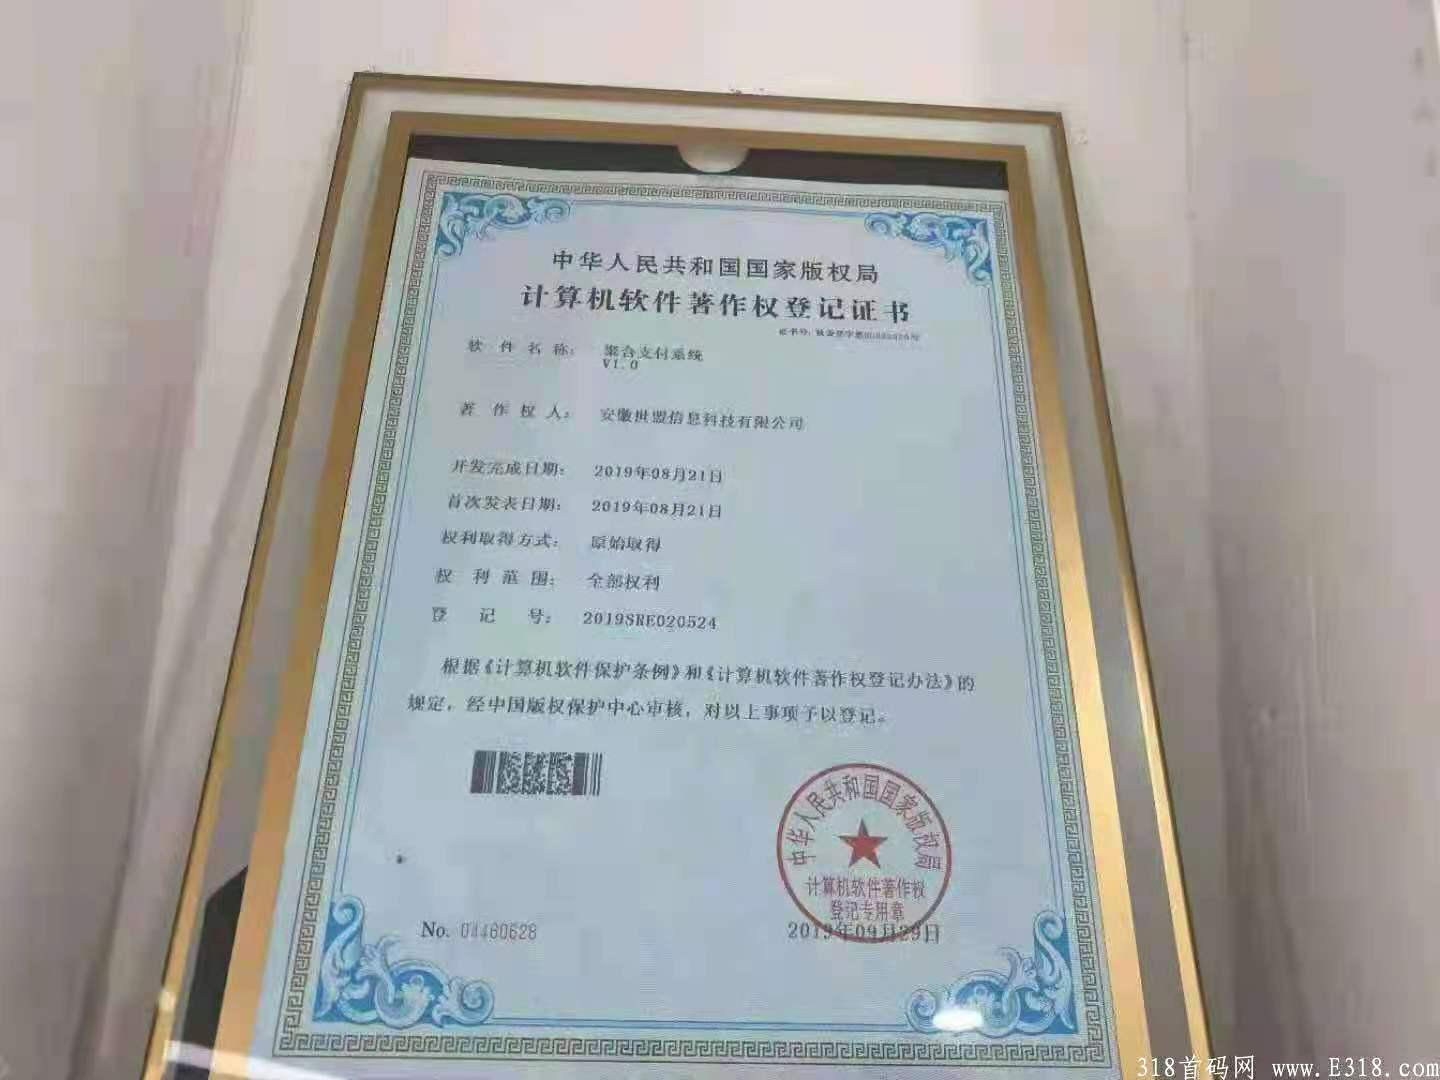 中华人民共和国国家版权局
计算机软件著作权登记证书
证书号:
软件名称: 聚合支付系统
V1.0
著作权人: 安徽世盟信息科技有限公司
开发完成日期: 2019年08月21日
首次发表日期: 2019年08月21日
权利取得方式: 原始取得
权利范围: 全部权利
登记号: 2019SRE020524
根据《计算机软件保护条例》和《计算机软件著作权登记办法》的
规定,经中国版权保护中心审核,对以上事项予以登记。
中华人民共和国国家版权局
计算机软件著作权
登记专用章
No. 04460628
2019年09月29日
318首码网 www.E318.com